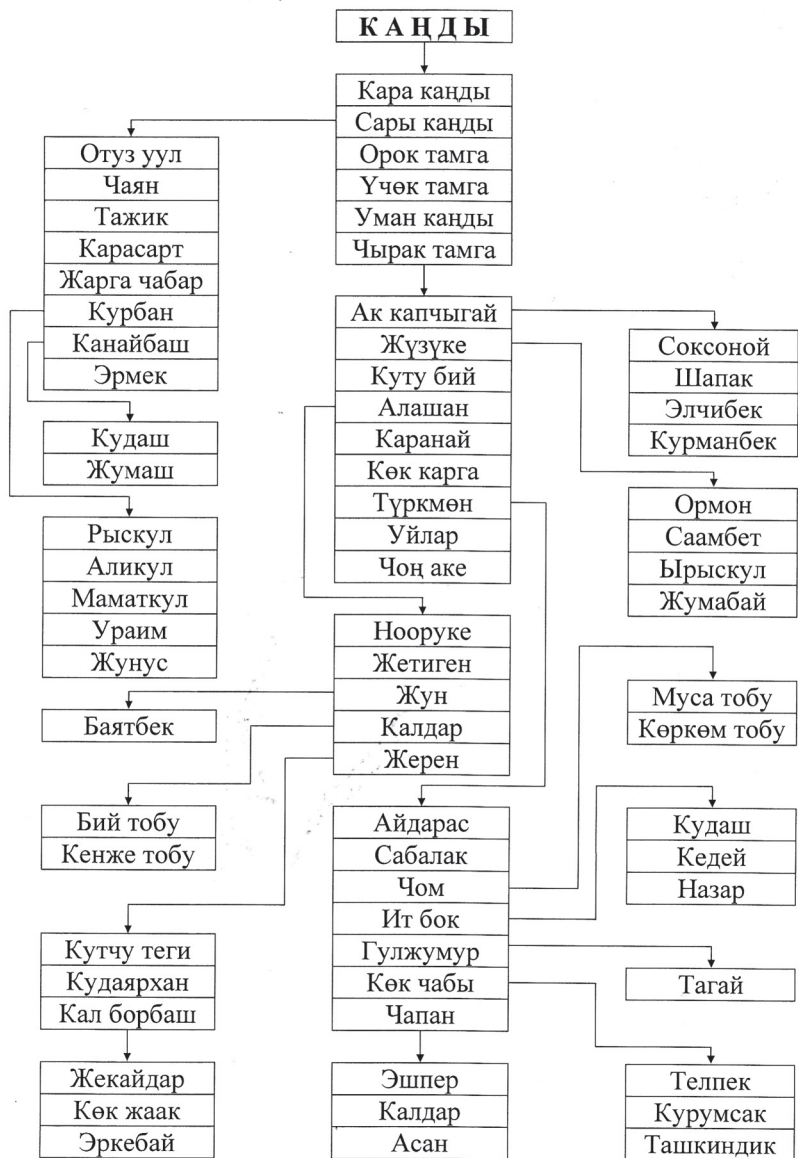 КАҢДЫ
Кара каңды
Сары каңды
Орок тамга
Үчөк тамга
Уман каңды
Чырак тамга
Отуз уул
Чаян
Тажик
Карасарт
Жарга чабар
Курбан
Канайбаш
Эрмек
Кудаш
Жумаш
Рыскул
Аликул
Маматкул
Ураим
Жунус
Ак капчыгай
Жүзүке
Куту бий
Алашан
Каранай
Көк карга
Түркмөн
Уйлар
Чоң аке
Соксоной
Шапак
Элчибек
Курманбек
Ормон
Саамбет
Ырыскул
Жумабай
Нооруке
Жетиген
Жун
Калдар
Жерен
Баятбек
Бий тобу
Кенже тобу
Муса тобу
Көркөм тобу
Айдарас
Сабалак
Чом
Ит бок
Гулжумур
Көк чабы
Чапан
Кудаш
Кедей
Назар
Тагай
Кутчу теги
Кудаярхан
Кал борбаш
Жекайдар
Көк жаак
Эркебай
Эшпер
Калдар
Асан
Телпек
Курумсак
Ташкиндик